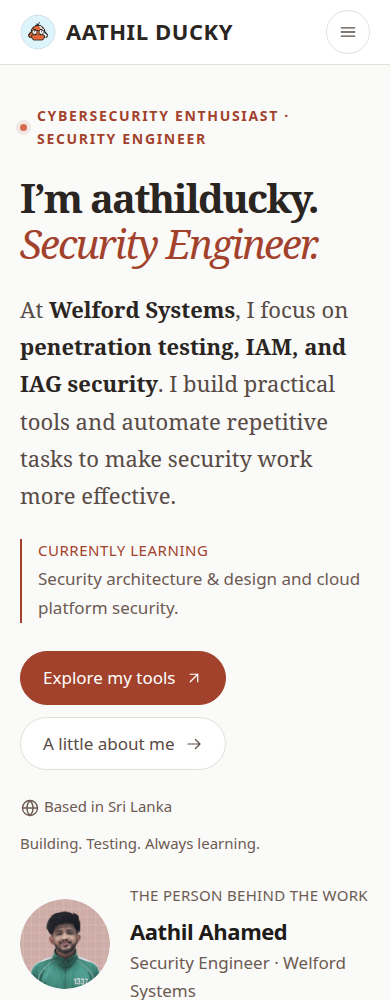 AATHIL DUCKY
CYBERSECURITY ENTHUSIAST ·
SECURITY ENGINEER
I’m aathilducky.
Security Engineer.
At Welford Systems, I focus on
penetration testing, IAM, and
IAG security. I build practical
tools and automate repetitive
tasks to make security work
more effective.
CURRENTLY LEARNING
Security architecture & design and cloud
platform security.
Explore my tools
A little about me
Based in Sri Lanka
Building. Testing. Always learning.
THE PERSON BEHIND THE WORK
Aathil Ahamed
Security Engineer · Welford
Systems